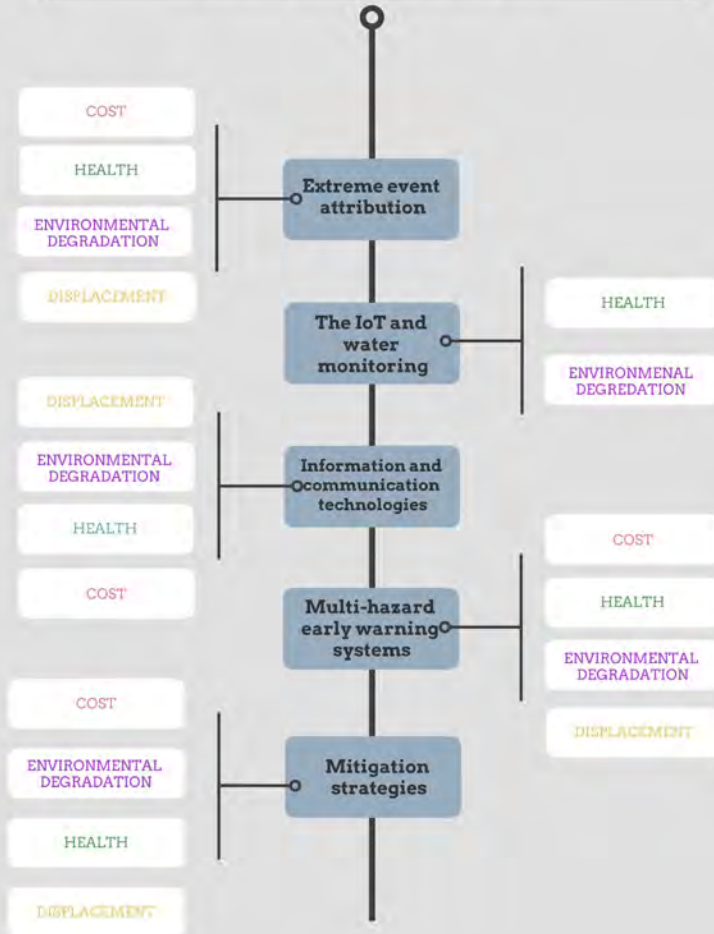 COST
HEALTH
ENVIRONMENTAL
DEGRADATION
DISPLACEMENT
Extreme event
attribution
The IoT and
water
monitoring
HEALTH
ENVIRONMENAL
DEGREDATION
DISPLACEMENT
ENVIRONMENTAL
DEGRADATION
HEALTH
COST
Information and
communication
technologies
Multi-hazard
early warning
systems
COST
HEALTH
ENVIRONMENTAL
DEGRADATION
DISPLACEMENT
COST
ENVIRONMENTAL
DEGRADATION
HEALTH
DISPLACEMENT
Mitigation
strategies